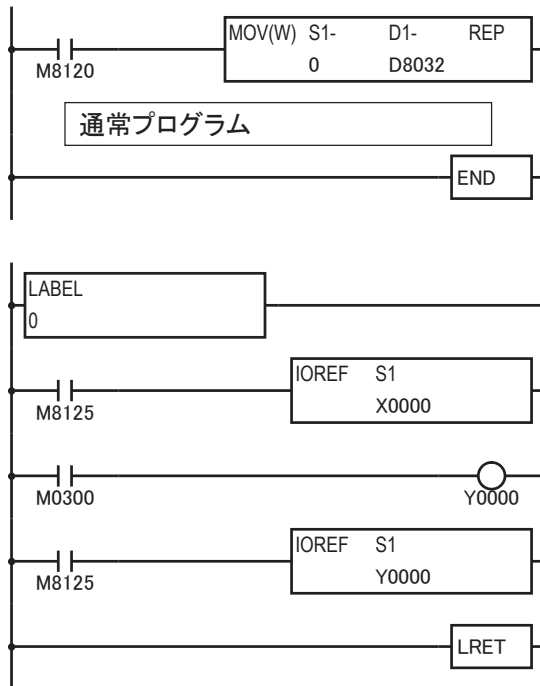 MOV(W) S1- D1- REP
0 D8032
M8120
通常プログラム
END
LABEL
0
IOREF S1
X0000
M8125
M0300
Y0000
IOREF S1
Y0000
M8125
LRET